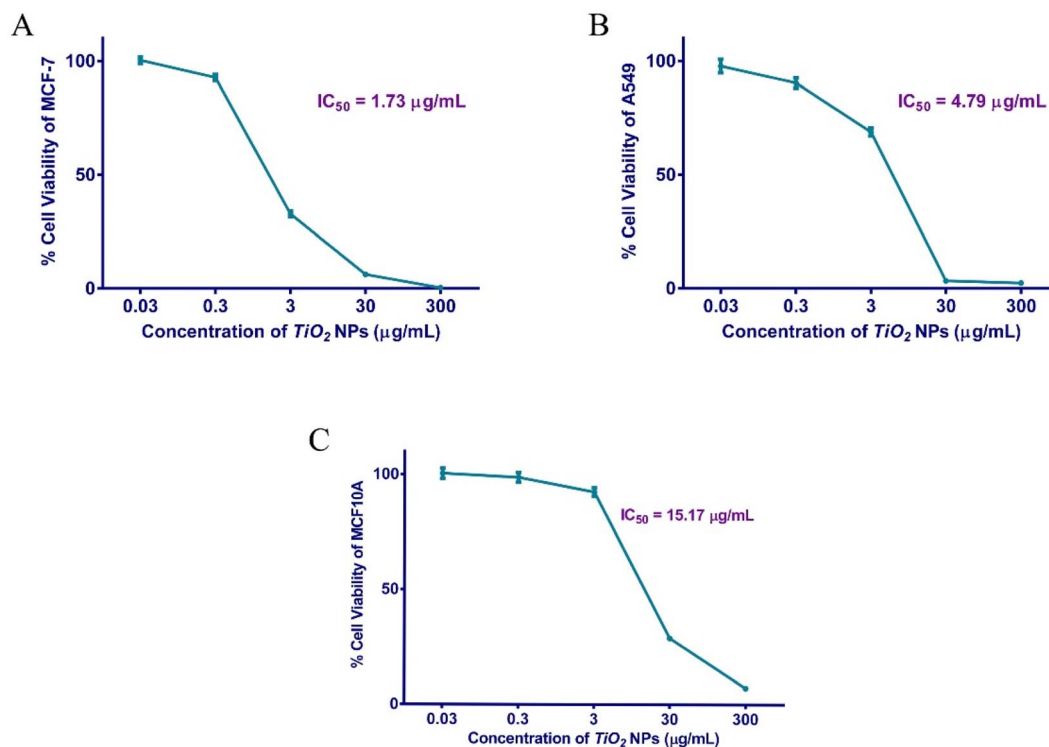 A
% Cell Viability of MCF-7
100
50
0
IC50 = 1.73 μg/mL
0.03 0.3 3 30 300
Concentration of TiO2 NPs (μg/mL)
B
% Cell Viability of A549
100
50
0
IC50 = 4.79 μg/mL
0.03 0.3 3 30 300
Concentration of TiO2 NPs (μg/mL)
C
% Cell Viability of MCF10A
100
50
0
IC50 = 15.17 μg/mL
0.03 0.3 3 30 300
Concentration of TiO2 NPs (μg/mL)